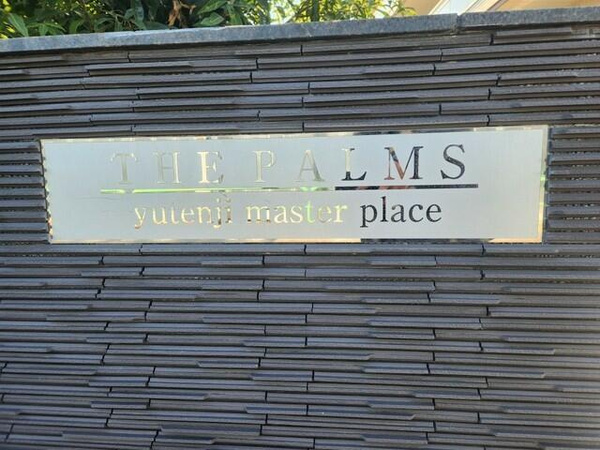 THE PALMS
yutenji master place